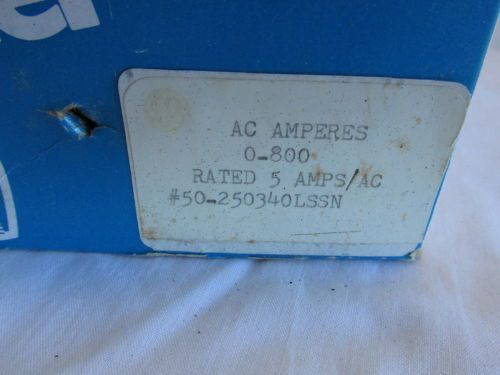 AC AMPERES
0-800
RATED 5 AMPS/AC
#50-250340LSSN